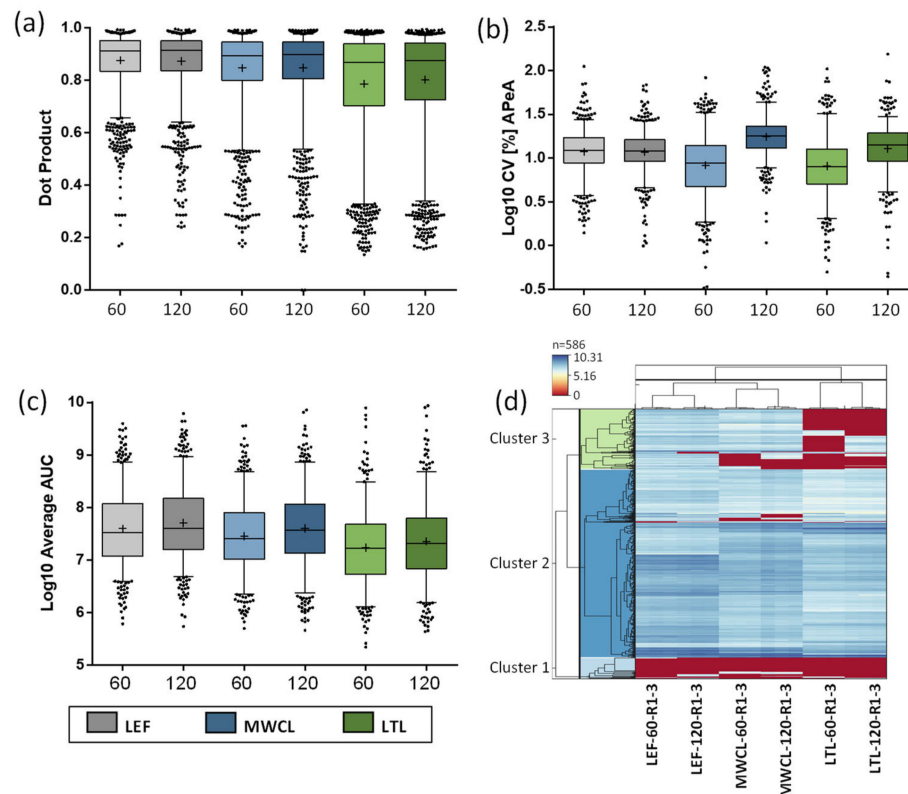 (a)
Dot Product
1.0
0.8
0.6
0.4
0.2
0.0
60 120 60 120 60 120
(b)
Log10 CV [%] APeA
2.5
2.0
1.5
1.0
0.5
0.0
-0.5
60 120 60 120 60 120
(c)
Log10 Average AUC
10
9
8
7
6
5
60 120 60 120 60 120
LEF MWCL LTL
(d)
n=586
10.31
5.16
0
Cluster 3
Cluster 2
Cluster 1
LEF-60-R1-3
LEF-120-R1-3
MWCL-60-R1-3
MWCL-120-R1-3
LTL-60-R1-3
LTL-120-R1-3